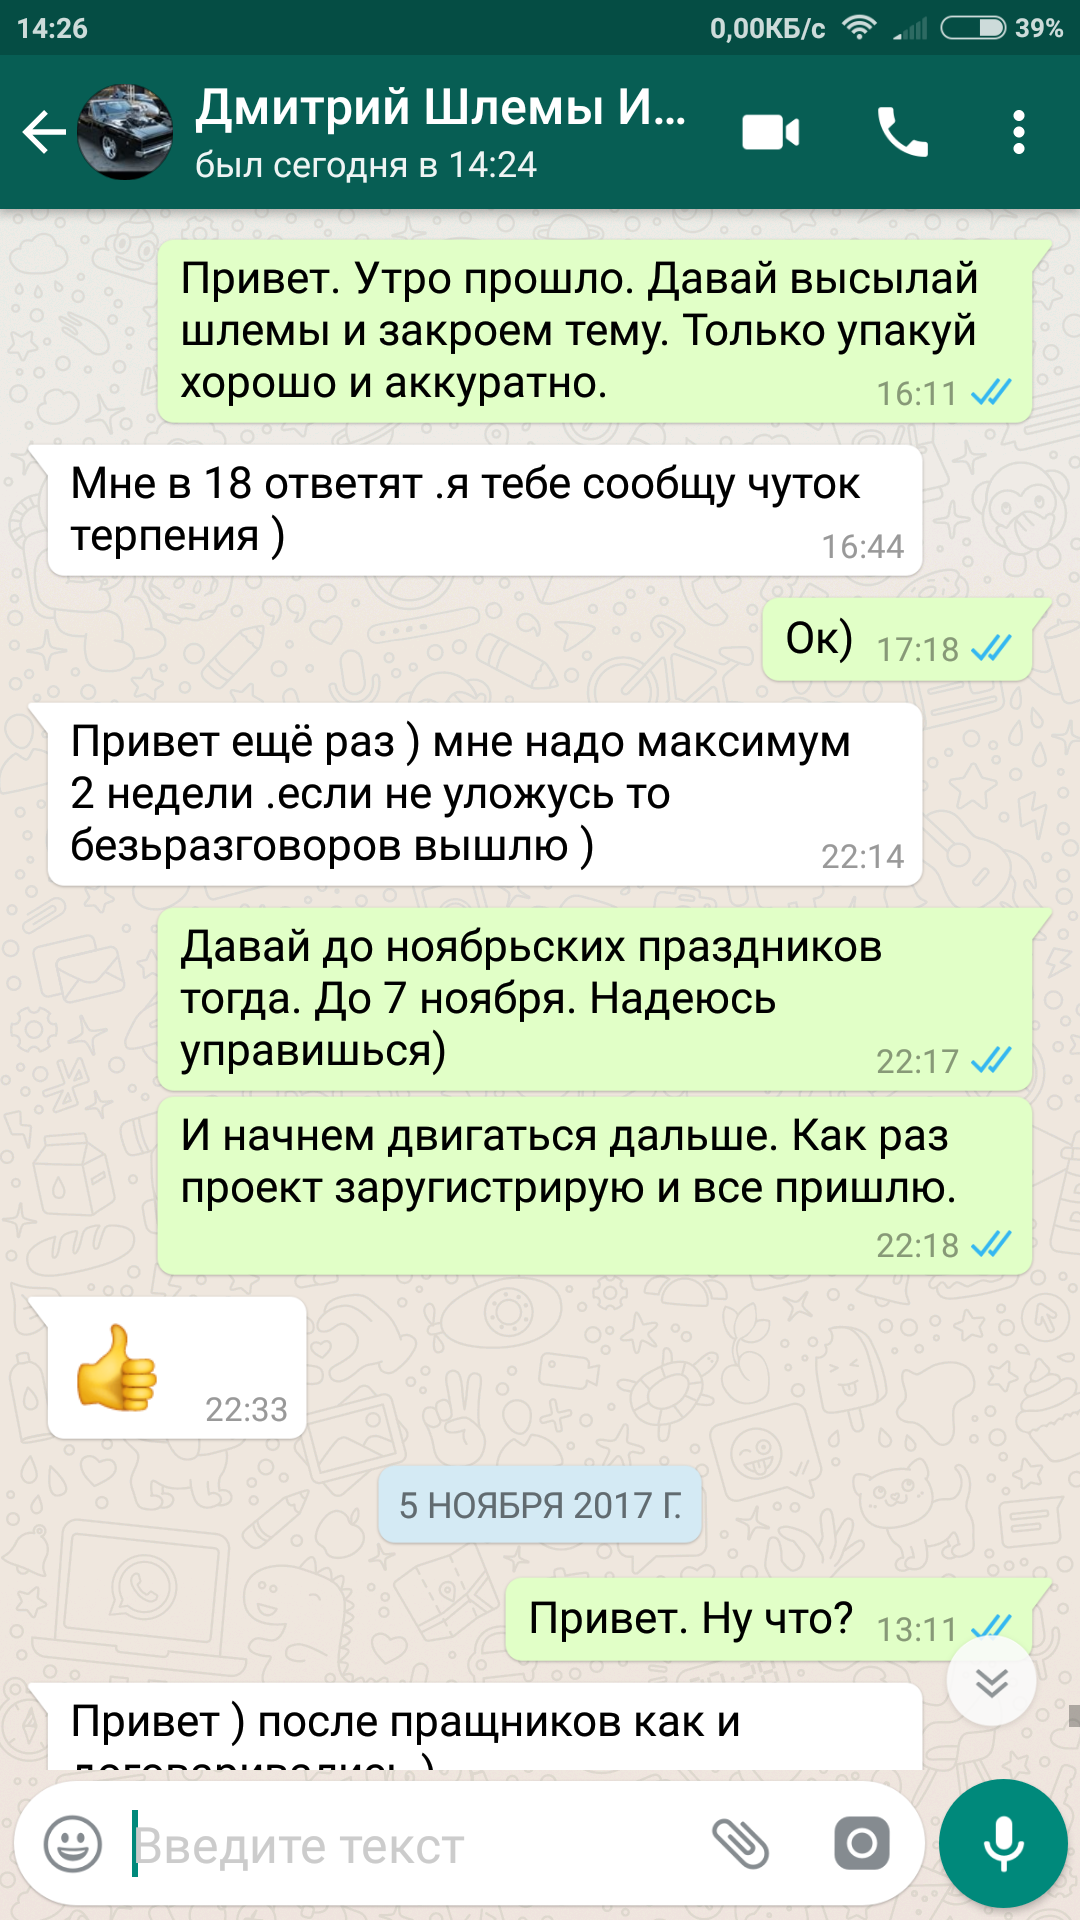 14:26 0,00КБ/с 39%
Дмитрий Шлемы И...
был сегодня в 14:24
Привет. Утро прошло. Давай высылай
шлемы и закроем тему. Только упакуй
хорошо и аккуратно. 16:11
Мне в 18 ответят .я тебе сообщу чуток
терпения ) 16:44
Ок) 17:18
Привет ещё раз ) мне надо максимум
2 недели .если не уложусь то
безьразговоров вышлю ) 22:14
Давай до ноябрьских праздников
тогда. До 7 ноября. Надеюсь
управишься) 22:17
И начнем двигаться дальше. Как раз
проект заругистрирую и все пришлю.
22:18
22:33
5 НОЯБРЯ 2017 Г.
Привет. Ну что? 13:11
Привет ) после пращников как и
договаривались )
Введите текст